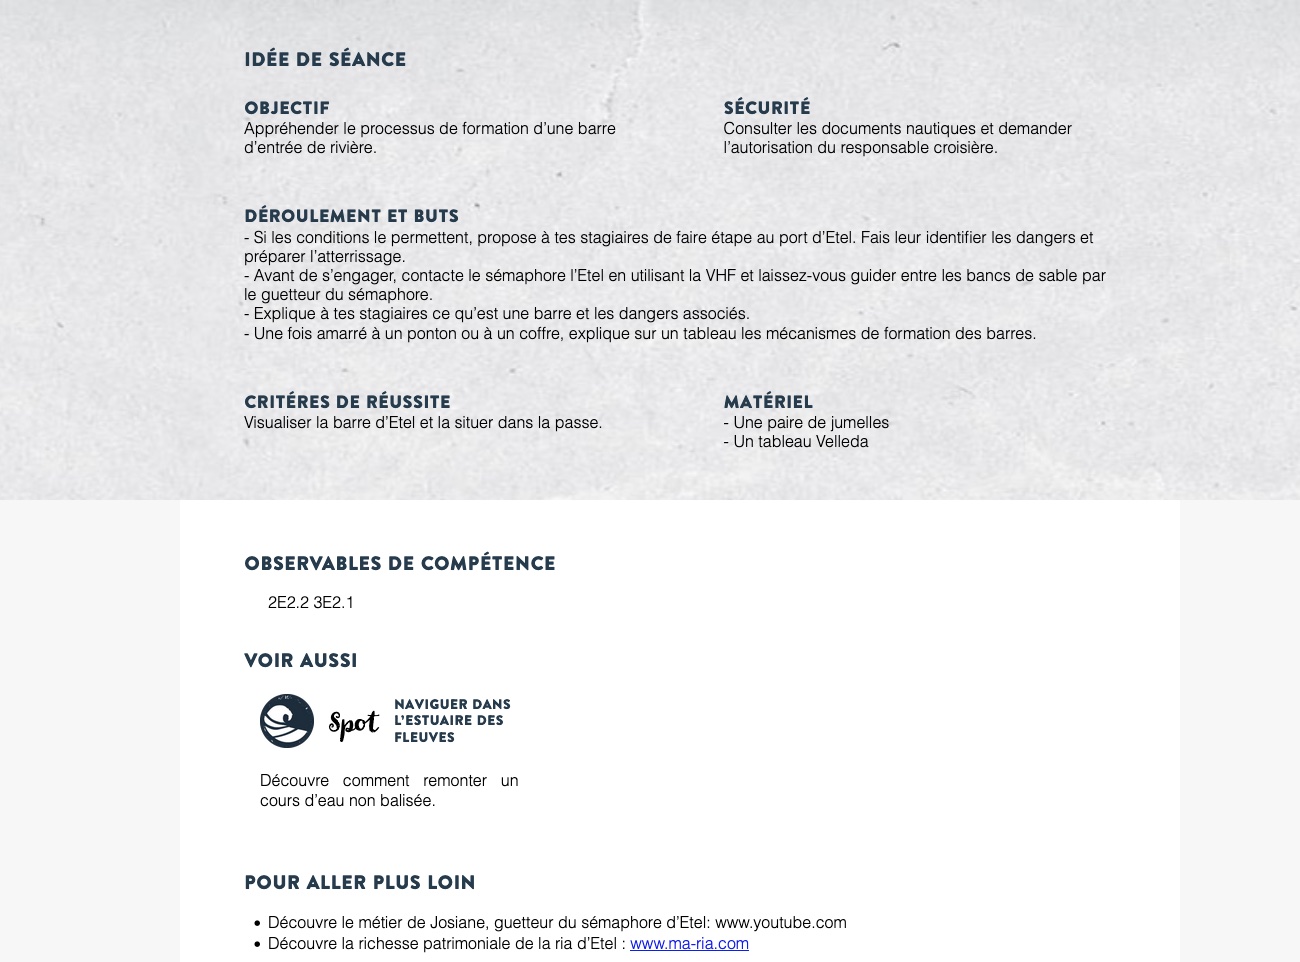 IDÉE DE SÉANCE
OBJECTIF
Appréhender le processus de formation d’une barre
d’entrée de rivière.
SÉCURITÉ
Consulter les documents nautiques et demander
l’autorisation du responsable croisière.
DÉROULEMENT ET BUTS
- Si les conditions le permettent, propose à tes stagiaires de faire étape au port d’Etel. Fais leur identifier les dangers et
préparer l’atterrissage.
- Avant de s’engager, contacte le sémaphore l’Etel en utilisant la VHF et laissez-vous guider entre les bancs de sable par
le guetteur du sémaphore.
- Explique à tes stagiaires ce qu’est une barre et les dangers associés.
- Une fois amarré à un ponton ou à un coffre, explique sur un tableau les mécanismes de formation des barres.
CRITÉRES DE RÉUSSITE
Visualiser la barre d’Etel et la situer dans la passe.
MATÉRIEL
- Une paire de jumelles
- Un tableau Velleda
OBSERVABLES DE COMPÉTENCE
2E2.2 3E2.1
VOIR AUSSI
Spot
NAVIGUER DANS
L’ESTUAIRE DES
FLEUVES
Découvre comment remonter un
cours d’eau non balisée.
POUR ALLER PLUS LOIN
• Découvre le métier de Josiane, guetteur du sémaphore d’Etel: www.youtube.com
• Découvre la richesse patrimoniale de la ria d’Etel : www.ma-ria.com